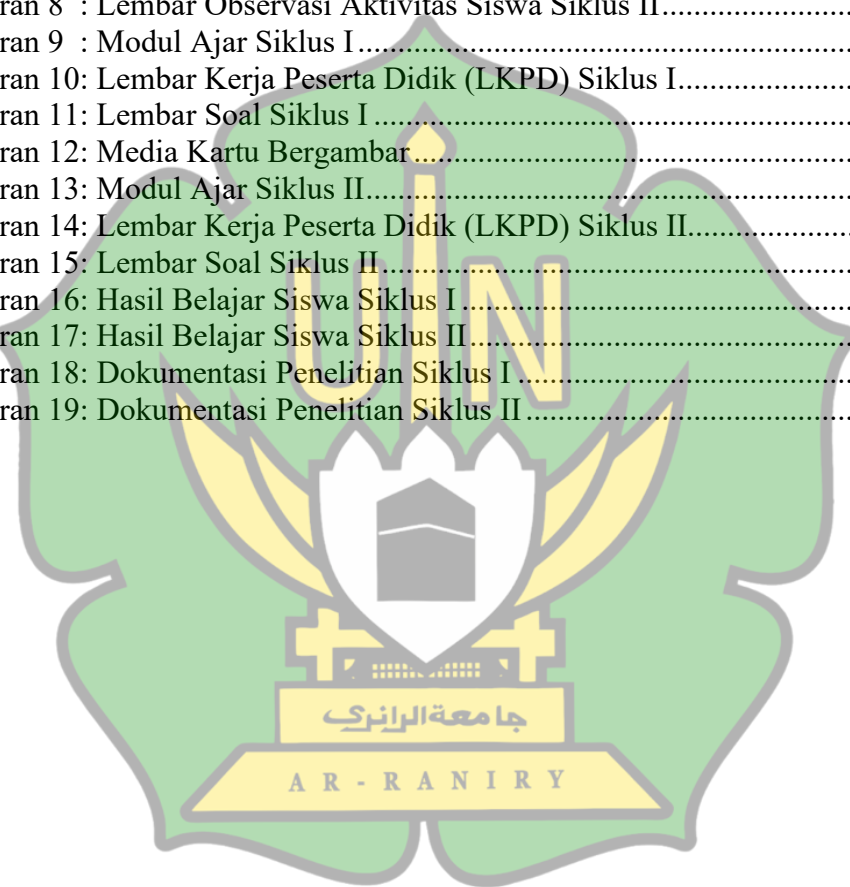 ran 8 : Lembar Observasi Aktivitas Siswa Siklus II
ran 9 : Modul Ajar Siklus I
ran 10: Lembar Kerja Peserta Didik (LKPD) Siklus I
ran 11: Lembar Soal Siklus I
ran 12: Media Kartu Bergambar
ran 13: Modul Ajar Siklus II
ran 14: Lembar Kerja Peserta Didik (LKPD) Siklus II
ran 15: Lembar Soal Siklus II
ran 16: Hasil Belajar Siswa Siklus I
ran 17: Hasil Belajar Siswa Siklus II
ran 18: Dokumentasi Penelitian Siklus I
ran 19: Dokumentasi Penelitian Siklus II
UIN
جامعة الرانري
AR-RANIRY